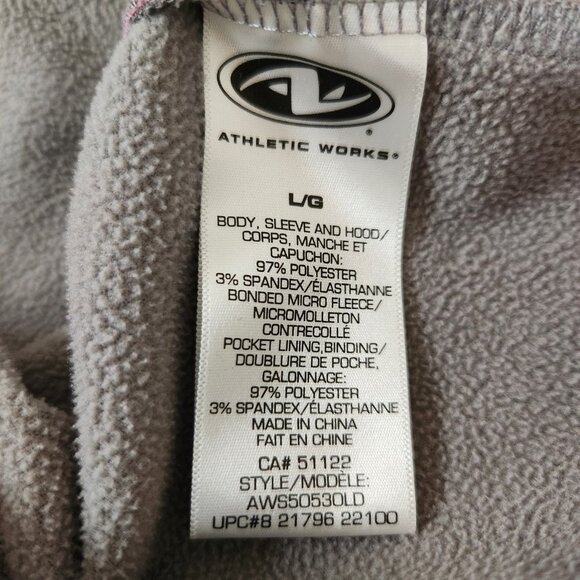 ATHLETIC WORKS®
L/G
BODY, SLEEVE AND HOOD/
CORPS, MANCHE ET
CAPUCHON:
97% POLYESTER
3% SPANDEX/ÉLASTHANNE
BONDED MICRO FLEECE/
MICROMOLLETON
CONTRECOLLÉ
POCKET LINING,BINDING/
DOUBLURE DE POCHE,
GALONNAGE:
97% POLYESTER
3% SPANDEX/ÉLASTHANNE
MADE IN CHINA
FAIT EN CHINE
CA# 51122
STYLE/MODÈLE:
AWS50530LD
UPC#8 21796 22100